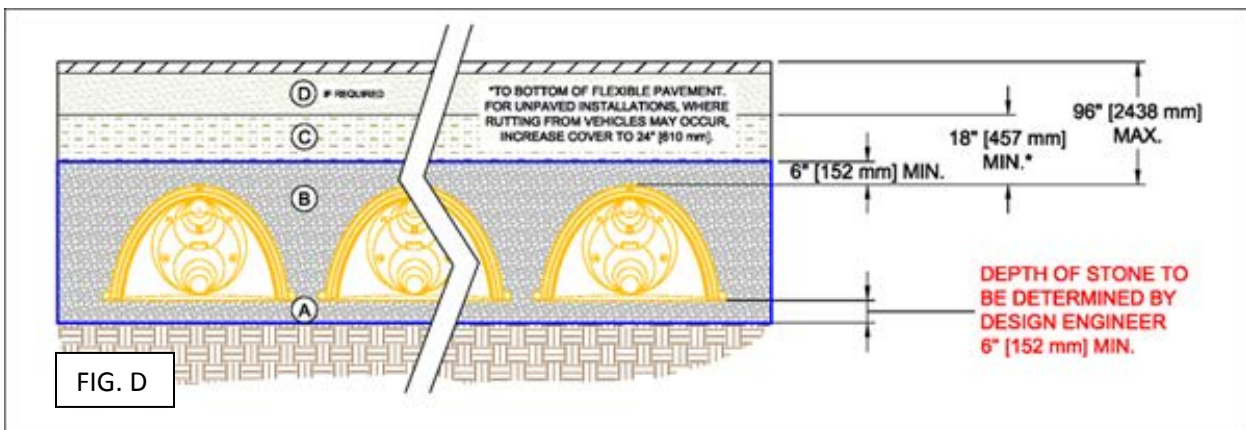 D IF REQUIRED
C
B
A
*TO BOTTOM OF FLEXIBLE PAVEMENT.
FOR UNPAVED INSTALLATIONS, WHERE
RUTTING FROM VEHICLES MAY OCCUR,
INCREASE COVER TO 24" [610 mm].
6" [152 mm] MIN.
18" [457 mm]
MIN.*
96" [2438 mm]
MAX.
DEPTH OF STONE TO
BE DETERMINED BY
DESIGN ENGINEER
6" [152 mm] MIN.
FIG. D